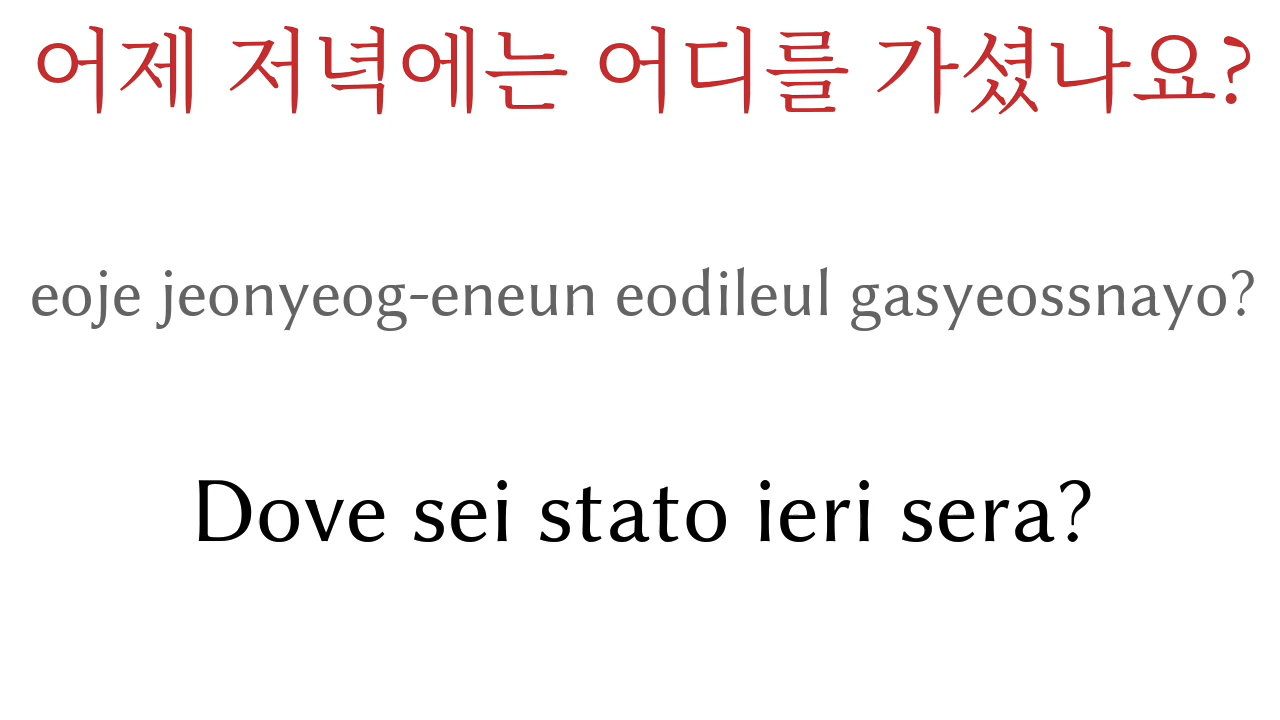 어제 저녁에는 어디를 가셨나요?
eoje jeonyeog-eneun eodileul gasyeossnayo?
Dove sei stato ieri sera?